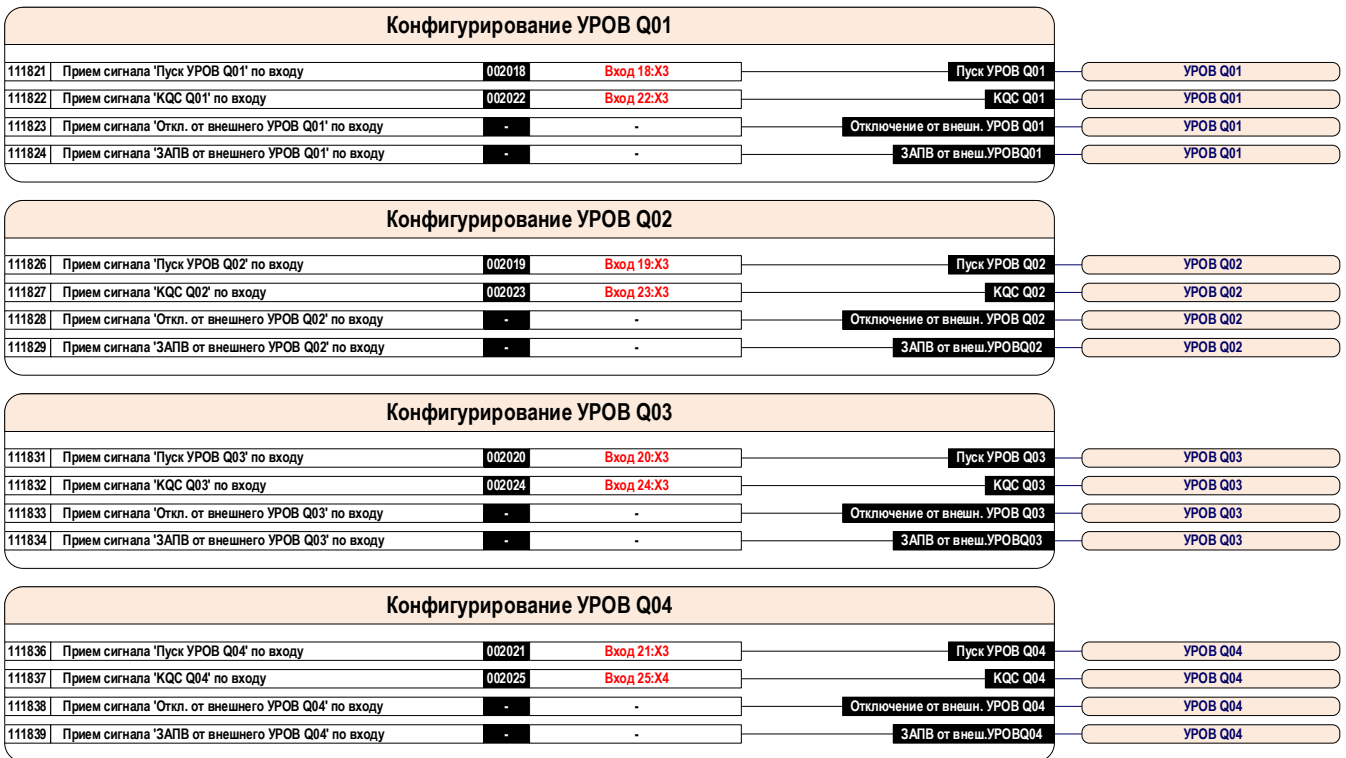 Конфигурирование УРОВ Q01
111821 Прием сигнала 'Пуск УРОВ Q01' по входу 002018 Вход 18:X3 Пуск УРОВ Q01 УРОВ Q01
111822 Прием сигнала 'KQC Q01' по входу 002022 Вход 22:X3 KQC Q01 УРОВ Q01
111823 Прием сигнала 'Откл. от внешнего УРОВ Q01' по входу - - Отключение от внешн. УРОВ Q01 УРОВ Q01
111824 Прием сигнала 'ЗАПВ от внешнего УРОВ Q01' по входу - - ЗАПВ от внеш.УРОВQ01 УРОВ Q01
Конфигурирование УРОВ Q02
111826 Прием сигнала 'Пуск УРОВ Q02' по входу 002019 Вход 19:X3 Пуск УРОВ Q02 УРОВ Q02
111827 Прием сигнала 'KQC Q02' по входу 002023 Вход 23:X3 KQC Q02 УРОВ Q02
111828 Прием сигнала 'Откл. от внешнего УРОВ Q02' по входу - - Отключение от внешн. УРОВ Q02 УРОВ Q02
111829 Прием сигнала 'ЗАПВ от внешнего УРОВ Q02' по входу - - ЗАПВ от внеш.УРОВQ02 УРОВ Q02
Конфигурирование УРОВ Q03
111831 Прием сигнала 'Пуск УРОВ Q03' по входу 002020 Вход 20:X3 Пуск УРОВ Q03 УРОВ Q03
111832 Прием сигнала 'KQC Q03' по входу 002024 Вход 24:X3 KQC Q03 УРОВ Q03
111833 Прием сигнала 'Откл. от внешнего УРОВ Q03' по входу - - Отключение от внешн. УРОВ Q03 УРОВ Q03
111834 Прием сигнала 'ЗАПВ от внешнего УРОВ Q03' по входу - - ЗАПВ от внеш.УРОВQ03 УРОВ Q03
Конфигурирование УРОВ Q04
111836 Прием сигнала 'Пуск УРОВ Q04' по входу 002021 Вход 21:X3 Пуск УРОВ Q04 УРОВ Q04
111837 Прием сигнала 'KQC Q04' по входу 002025 Вход 25:X4 KQC Q04 УРОВ Q04
111838 Прием сигнала 'Откл. от внешнего УРОВ Q04' по входу - - Отключение от внешн. УРОВ Q04 УРОВ Q04
111839 Прием сигнала 'ЗАПВ от внешнего УРОВ Q04' по входу - - ЗАПВ от внеш.УРОВQ04 УРОВ Q04